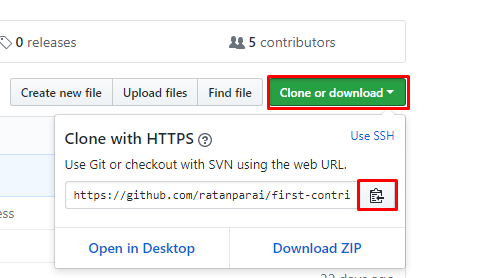 0 releases
5 contributors
Create new file
Upload files
Find file
Clone or download
Clone with HTTPS
Use SSH
Use Git or checkout with SVN using the web URL.
https://github.com/ratanparai/first-contri
ess
Open in Desktop
Download ZIP